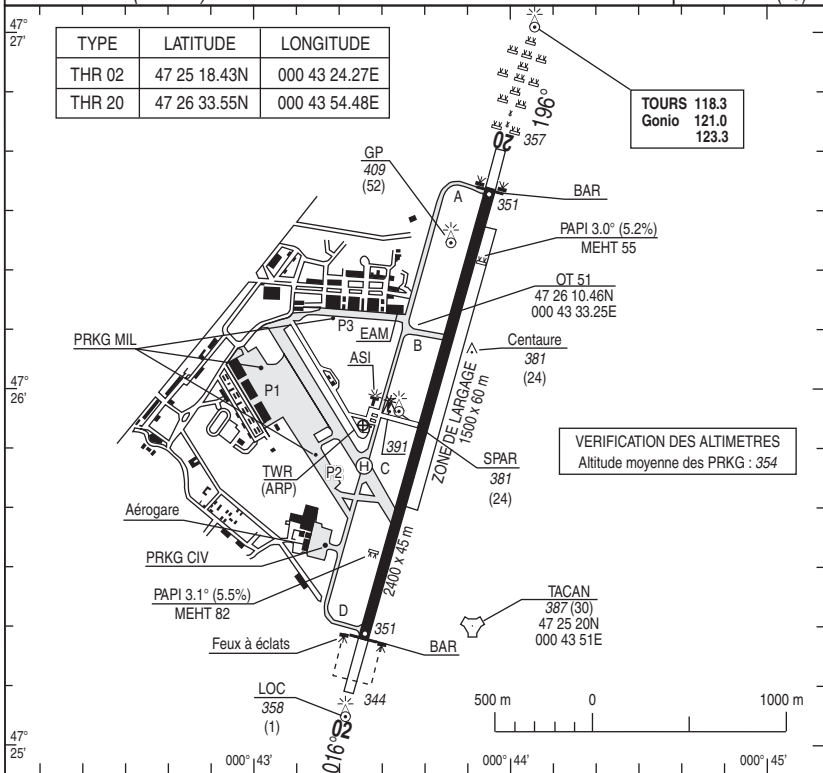 47°
27'
TYPE LATITUDE LONGITUDE
THR 02 47 25 18.43N 000 43 24.27E
THR 20 47 26 33.55N 000 43 54.48E
TOURS 118.3
Gonio 121.0
123.3
196°
20
357
GP
409
(52)
A
351
BAR
PAPI 3.0° (5.2%)
MEHT 55
OT 51
47 26 10.46N
000 43 33.25E
P3
EAM
B
PRKG MIL
ASI
Centaure
381
(24)
47°
26'
P1
ZONE DE LARGAGE
1500 x 60 m
391
VERIFICATION DES ALTIMETRES
Altitude moyenne des PRKG : 354
TWR
(ARP)
P2
H
C
SPAR
381
(24)
Aérogare
2400 x 45 m
PRKG CIV
PAPI 3.1° (5.5%)
MEHT 82
D
TACAN
387 (30)
47 25 20N
000 43 51E
351
Feux à éclats
BAR
LOC
358
(1)
344
02
016°
500 m 0 1000 m
47°
25'
000° 43' 000° 44' 000° 45'